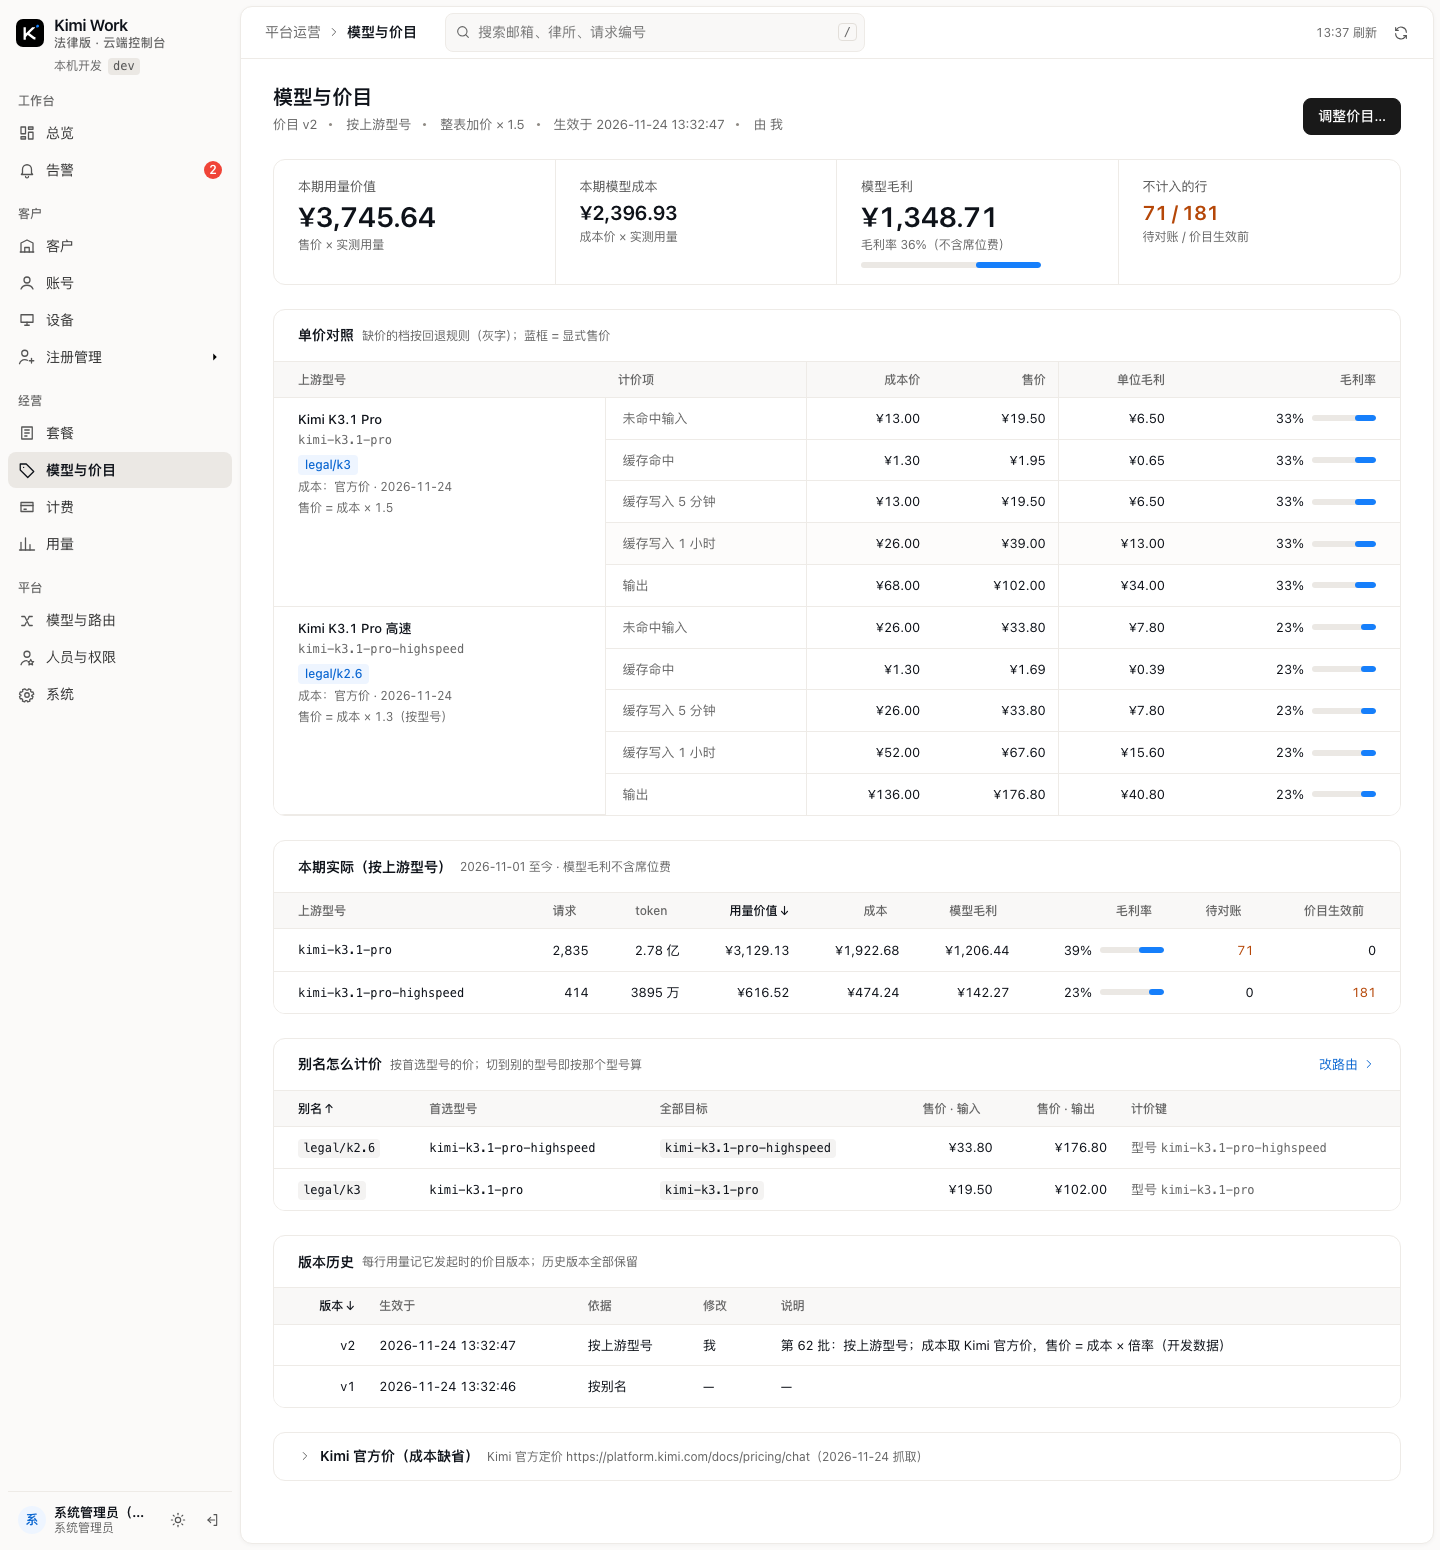 Kimi Work
法律版 · 云端控制台
本机开发 dev
工作台
总览
告警 2
客户
客户
账号
设备
注册管理
经营
套餐
模型与价目
计费
用量
平台
模型与路由
人员与权限
系统
系 系统管理员（...
系统管理员
平台运营 > 模型与价目 搜索邮箱、律所、请求编号 / 13:37 刷新
模型与价目
价目 v2 • 按上游型号 • 整表加价 × 1.5 • 生效于 2026-11-24 13:32:47 • 由 我
调整价目...
本期用量价值
¥3,745.64
售价 × 实测用量
本期模型成本
¥2,396.93
成本价 × 实测用量
模型毛利
¥1,348.71
毛利率 36%（不含席位费）
不计入的行
71 / 181
待对账 / 价目生效前
单价对照 缺价的档按回退规则（灰字）；蓝框 = 显式售价
上游型号 计价项 成本价 售价 单位毛利 毛利率
Kimi K3.1 Pro
kimi-k3.1-pro
legal/k3
成本：官方价 · 2026-11-24
售价 = 成本 × 1.5
未命中输入 ¥13.00 ¥19.50 ¥6.50 33%
缓存命中 ¥1.30 ¥1.95 ¥0.65 33%
缓存写入 5 分钟 ¥13.00 ¥19.50 ¥6.50 33%
缓存写入 1 小时 ¥26.00 ¥39.00 ¥13.00 33%
输出 ¥68.00 ¥102.00 ¥34.00 33%
Kimi K3.1 Pro 高速
kimi-k3.1-pro-highspeed
legal/k2.6
成本：官方价 · 2026-11-24
售价 = 成本 × 1.3（按型号）
未命中输入 ¥26.00 ¥33.80 ¥7.80 23%
缓存命中 ¥1.30 ¥1.69 ¥0.39 23%
缓存写入 5 分钟 ¥26.00 ¥33.80 ¥7.80 23%
缓存写入 1 小时 ¥52.00 ¥67.60 ¥15.60 23%
输出 ¥136.00 ¥176.80 ¥40.80 23%
本期实际（按上游型号） 2026-11-01 至今 · 模型毛利不含席位费
上游型号 请求 token 用量价值↓ 成本 模型毛利 毛利率 待对账 价目生效前
kimi-k3.1-pro 2,835 2.78 亿 ¥3,129.13 ¥1,922.68 ¥1,206.44 39% 71 0
kimi-k3.1-pro-highspeed 414 3895 万 ¥616.52 ¥474.24 ¥142.27 23% 0 181
别名怎么计价 按首选型号的价；切到别的型号即按那个型号算 改路由 >
别名↑ 首选型号 全部目标 售价 · 输入 售价 · 输出 计价键
legal/k2.6 kimi-k3.1-pro-highspeed kimi-k3.1-pro-highspeed ¥33.80 ¥176.80 型号 kimi-k3.1-pro-highspeed
legal/k3 kimi-k3.1-pro kimi-k3.1-pro ¥19.50 ¥102.00 型号 kimi-k3.1-pro
版本历史 每行用量记它发起时的价目版本；历史版本全部保留
版本↓ 生效于 依据 修改 说明
v2 2026-11-24 13:32:47 按上游型号 我 第 62 批：按上游型号；成本取 Kimi 官方价，售价 = 成本 × 倍率（开发数据）
v1 2026-11-24 13:32:46 按别名 — —
> Kimi 官方价（成本缺省） Kimi 官方定价 https://platform.kimi.com/docs/pricing/chat（2026-11-24 抓取）